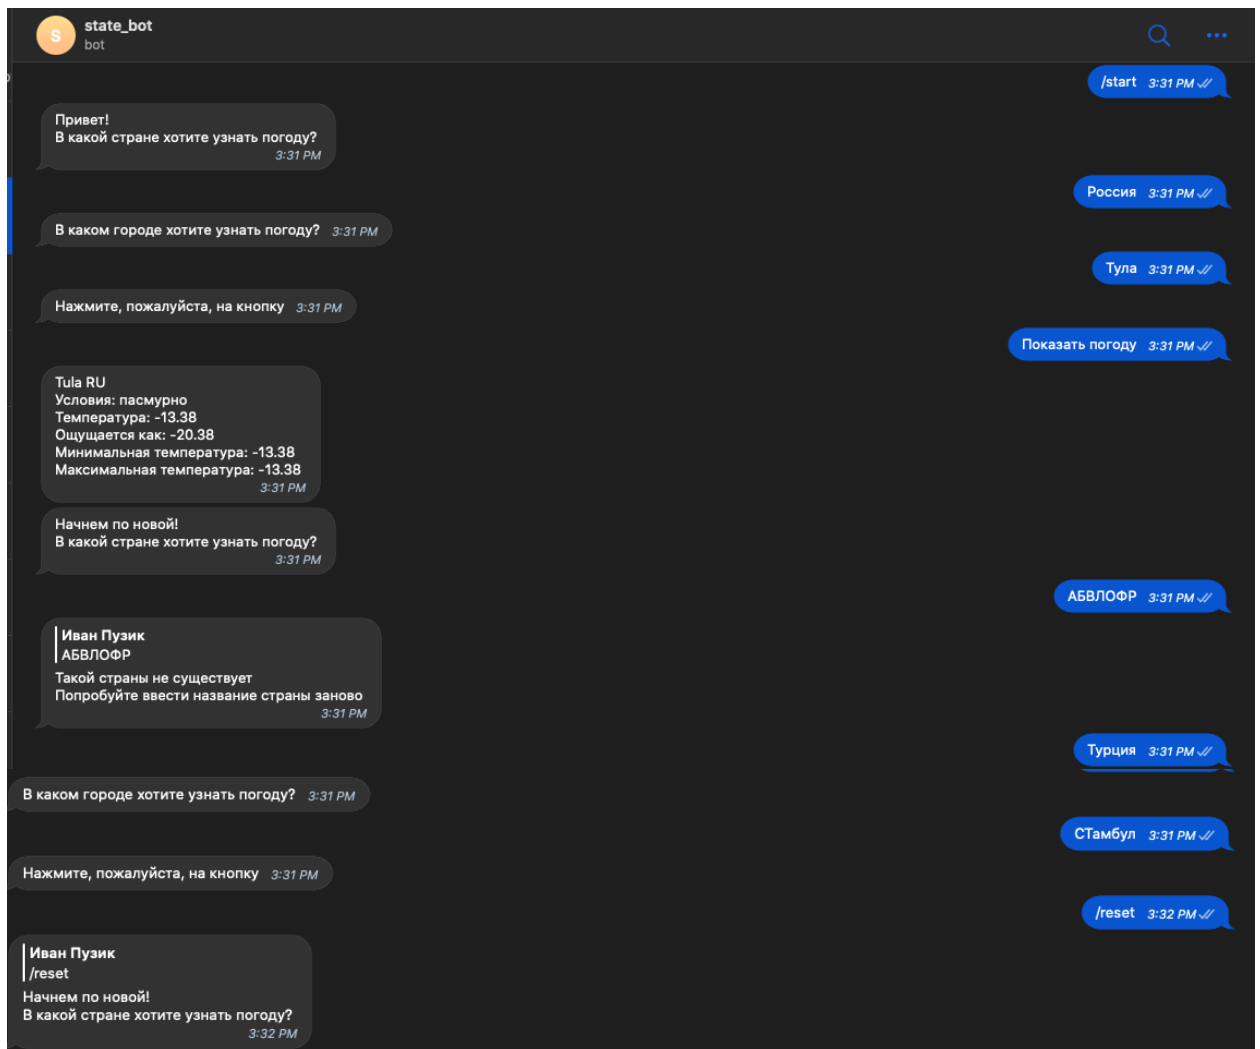 S
state_bot
bot
/start 3:31 PM
Привет!
В какой стране хотите узнать погоду?
3:31 PM
Россия 3:31 PM
В каком городе хотите узнать погоду? 3:31 PM
Тула 3:31 PM
Нажмите, пожалуйста, на кнопку 3:31 PM
Показать погоду 3:31 PM
Tula RU
Условия: пасмурно
Температура: -13.38
Ощущается как: -20.38
Минимальная температура: -13.38
Максимальная температура: -13.38
3:31 PM
Начнем по новой!
В какой стране хотите узнать погоду?
3:31 PM
АБВЛОФР 3:31 PM
Иван Пузик
АБВЛОФР
Такой страны не существует
Попробуйте ввести название страны заново
3:31 PM
Турция 3:31 PM
В каком городе хотите узнать погоду? 3:31 PM
СТамбул 3:31 PM
Нажмите, пожалуйста, на кнопку 3:31 PM
/reset 3:32 PM
Иван Пузик
/reset
Начнем по новой!
В какой стране хотите узнать погоду?
3:32 PM